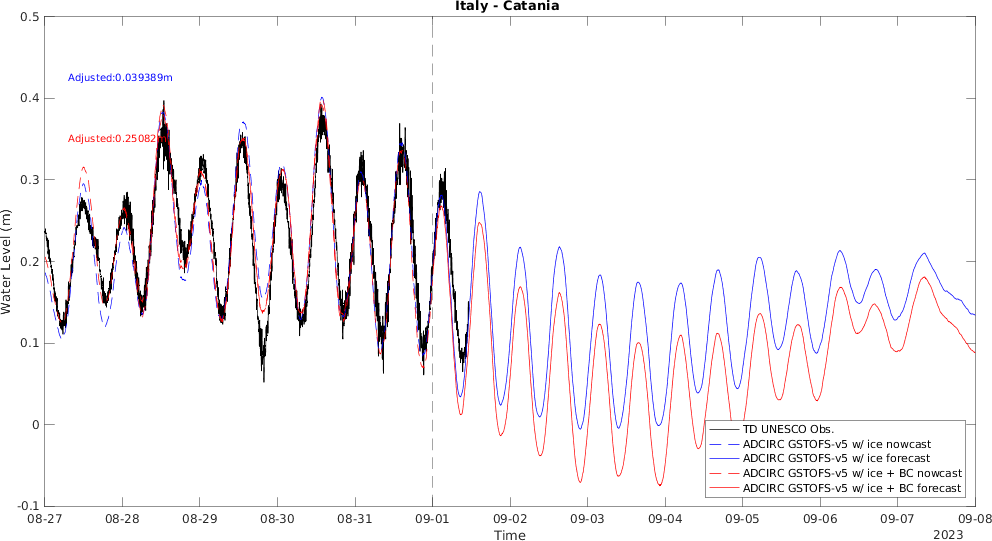 Italy - Catania
0.5
0.4
0.3
0.2
0.1
0
-0.1
Water Level (m)
Adjusted:0.039389m
Adjusted:0.25082
TD UNESCO Obs.
ADCIRC GSTOFS-v5 w/ ice nowcast
ADCIRC GSTOFS-v5 w/ ice forecast
ADCIRC GSTOFS-v5 w/ ice + BC nowcast
ADCIRC GSTOFS-v5 w/ ice + BC forecast
08-27 08-28 08-29 08-30 08-31 09-01 09-02 09-03 09-04 09-05 09-06 09-07 09-08
Time
2023